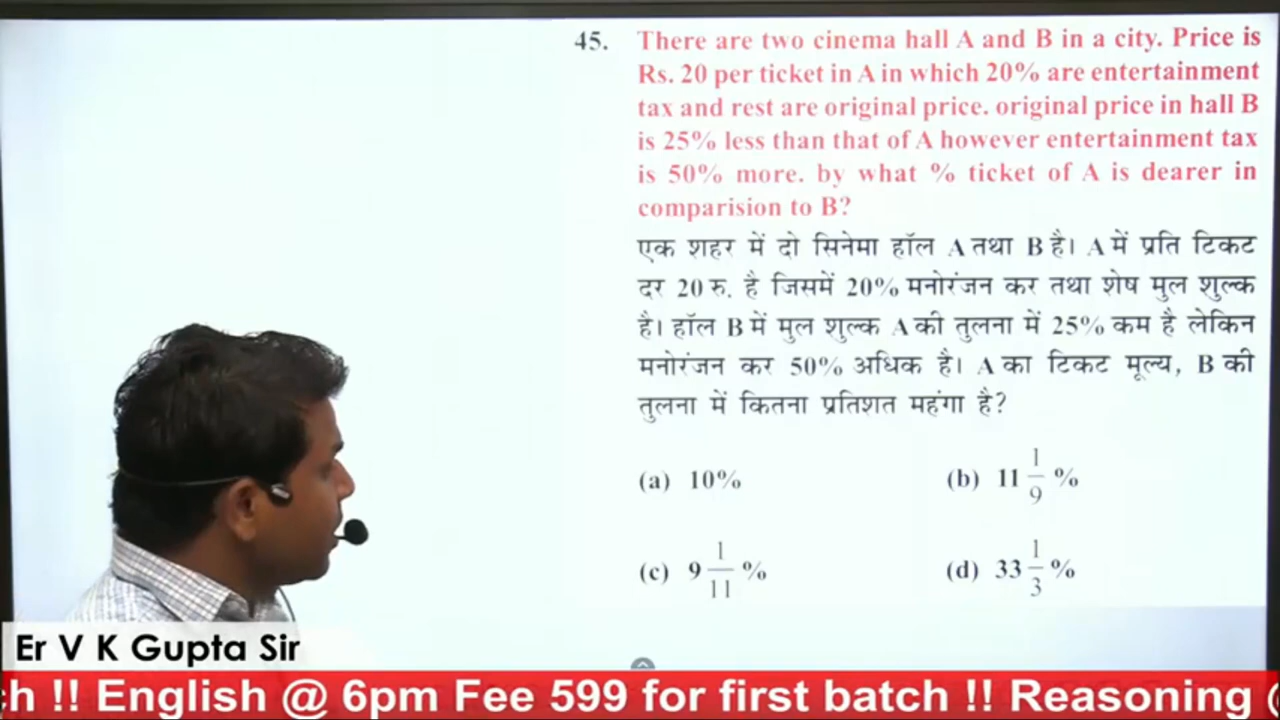 45. There are two cinema hall A and B in a city. Price is
Rs. 20 per ticket in A in which 20% are entertainment
tax and rest are original price. original price in hall B
is 25% less than that of A however entertainment tax
is 50% more. by what % ticket of A is dearer in
comparision to B?
एक शहर में दो सिनेमा हॉल A तथा B है। A में प्रति टिकट
दर 20 रु. है जिसमें 20% मनोरंजन कर तथा शेष मुल शुल्क
है। हॉल B में मुल शुल्क A की तुलना में 25% कम है लेकिन
मनोरंजन कर 50% अधिक है। A का टिकट मूल्य, B की
तुलना में कितना प्रतिशत महंगा है?
(a) 10% (b) 11 1/9 %
(c) 9 1/11 % (d) 33 1/3 %
Er V K Gupta Sir
ch !! English @ 6pm Fee 599 for first batch !! Reasoning @